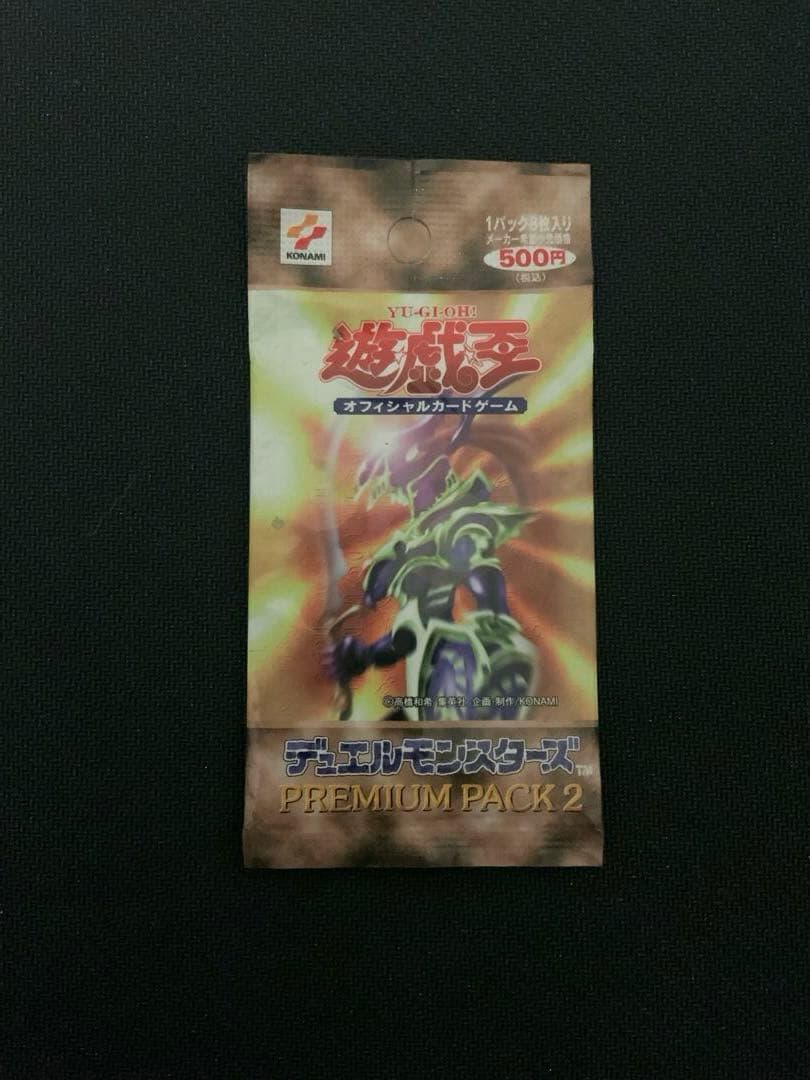 KONAMI
1パック8枚入り
メーカー希望小売価格
500円
(税込)
YU-GI-OH!
遊戯王
オフィシャルカードゲーム
©高橋和希 集英社 企画・制作/KONAMI
デュエルモンスターズ™
PREMIUM PACK 2